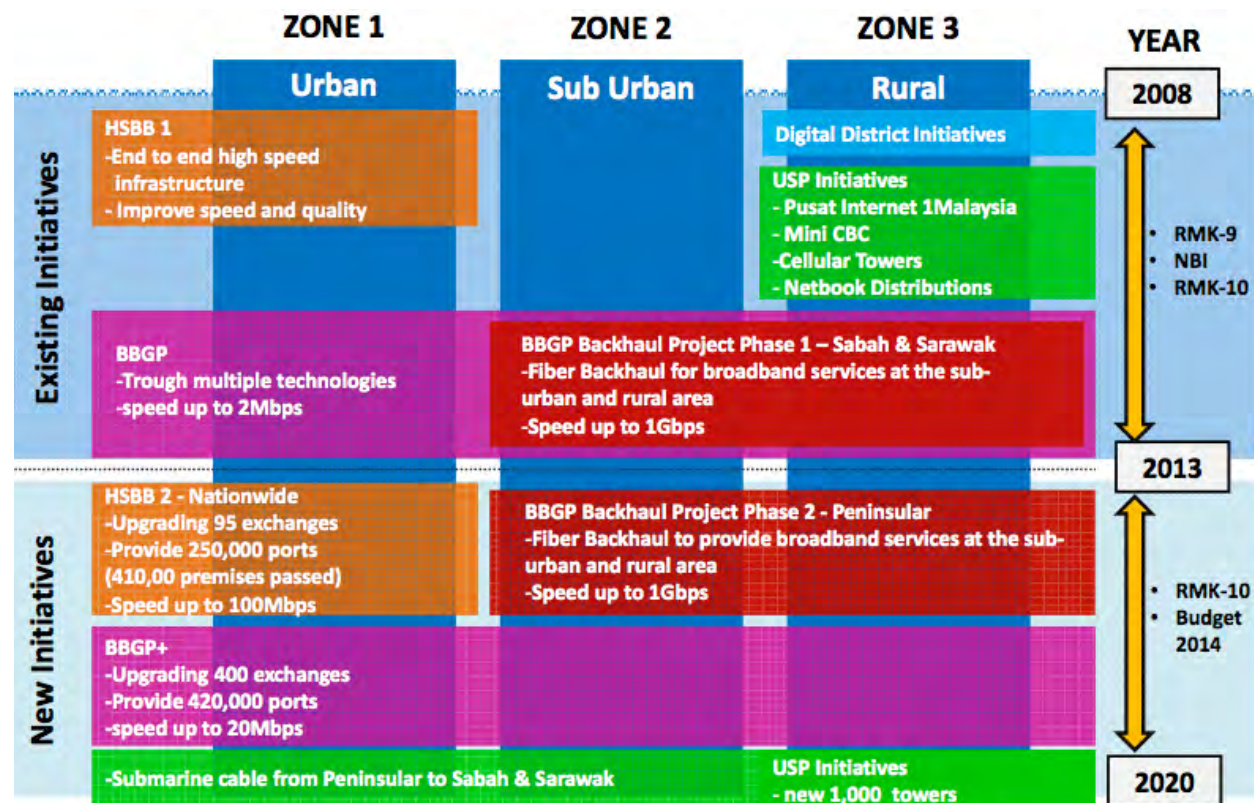 ZONE 1
ZONE 2
ZONE 3
YEAR
Urban
Sub Urban
Rural
2008
Existing Initiatives
HSBB 1
-End to end high speed
infrastructure
- Improve speed and quality
Digital District Initiatives
USP Initiatives
- Pusat Internet 1Malaysia
- Mini CBC
-Cellular Towers
- Netbook Distributions
• RMK-9
• NBI
• RMK-10
BBGP
-Trough multiple technologies
-speed up to 2Mbps
BBGP Backhaul Project Phase 1 – Sabah & Sarawak
-Fiber Backhaul for broadband services at the sub-
urban and rural area
-Speed up to 1Gbps
2013
New Initiatives
HSBB 2 - Nationwide
-Upgrading 95 exchanges
-Provide 250,000 ports
(410,00 premises passed)
-Speed up to 100Mbps
BBGP Backhaul Project Phase 2 - Peninsular
-Fiber Backhaul to provide broadband services at the sub-
urban and rural area
-Speed up to 1Gbps
• RMK-10
• Budget
2014
BBGP+
-Upgrading 400 exchanges
-Provide 420,000 ports
-speed up to 20Mbps
-Submarine cable from Peninsular to Sabah & Sarawak
USP Initiatives
- new 1,000 towers
2020